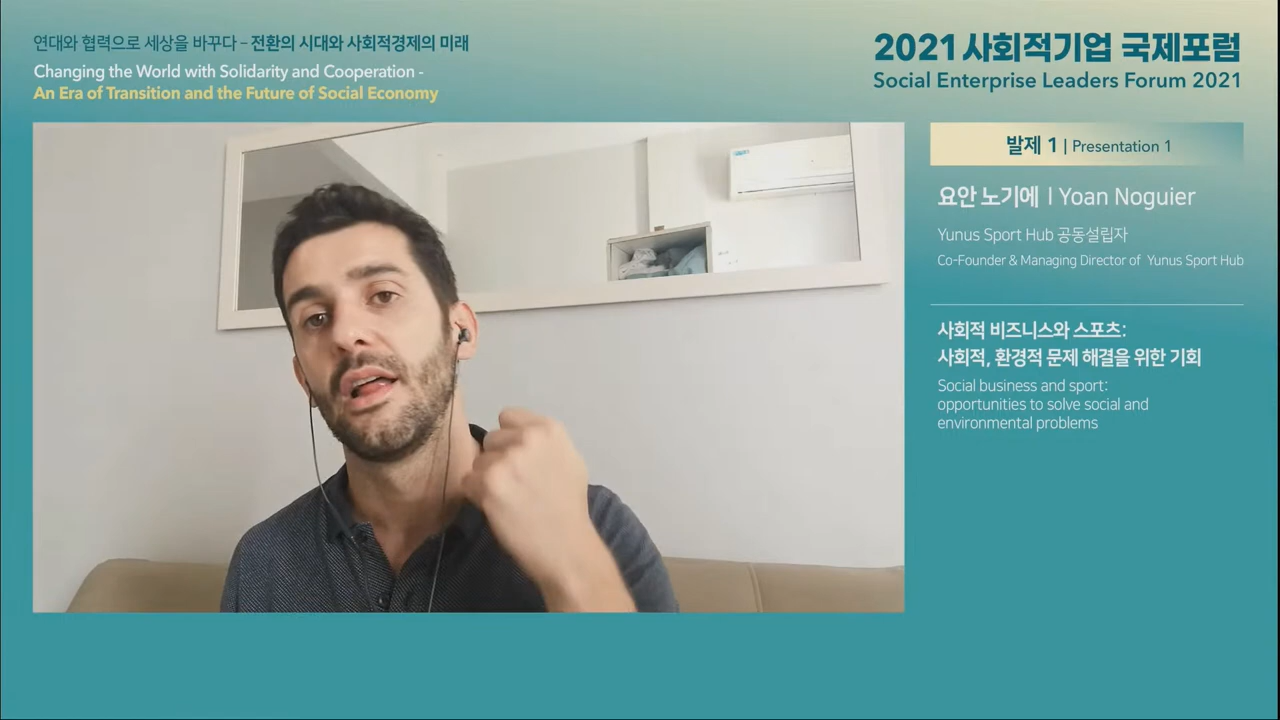 연대와 협력으로 세상을 바꾸다 – 전환의 시대와 사회적경제의 미래
Changing the World with Solidarity and Cooperation -
An Era of Transition and the Future of Social Economy
2021 사회적기업 국제포럼
Social Enterprise Leaders Forum 2021
발제 1 | Presentation 1
요안 노기에 | Yoan Noguier
Yunus Sport Hub 공동설립자
Co-Founder & Managing Director of Yunus Sport Hub
사회적 비즈니스와 스포츠:
사회적, 환경적 문제 해결을 위한 기회
Social business and sport:
opportunities to solve social and
environmental problems